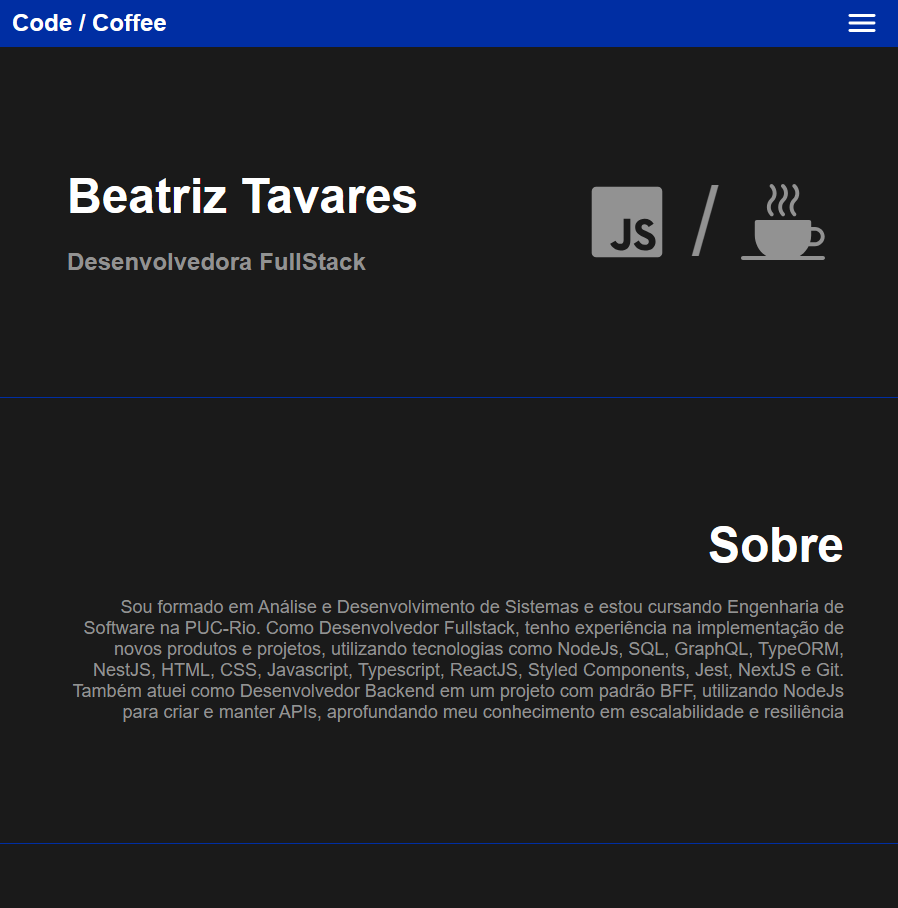 Code / Coffee
Beatriz Tavares
Desenvolvedora FullStack
JS /
Sobre
Sou formado em Análise e Desenvolvimento de Sistemas e estou cursando Engenharia de
Software na PUC-Rio. Como Desenvolvedor Fullstack, tenho experiência na implementação de
novos produtos e projetos, utilizando tecnologias como NodeJs, SQL, GraphQL, TypeORM,
NestJS, HTML, CSS, Javascript, Typescript, ReactJS, Styled Components, Jest, NextJS e Git.
Também atuei como Desenvolvedor Backend em um projeto com padrão BFF, utilizando NodeJs
para criar e manter APIs, aprofundando meu conhecimento em escalabilidade e resiliência